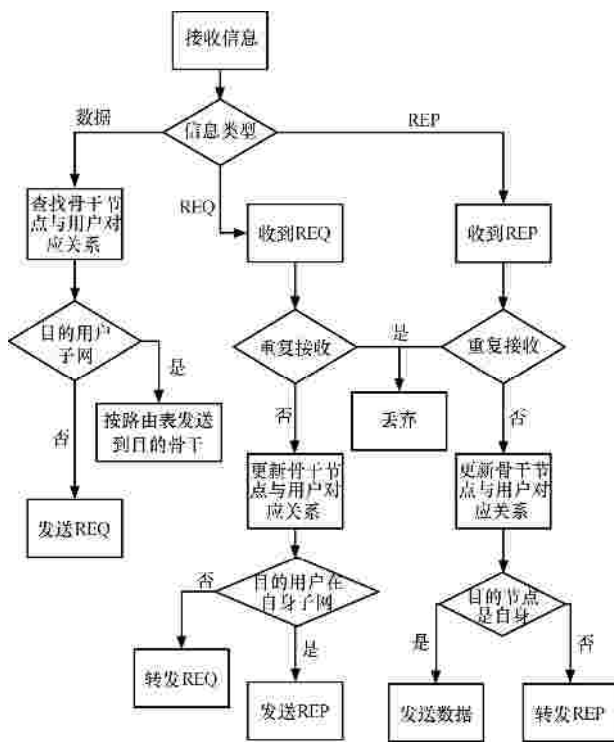 接收信息
数据
信息类型
REP
REQ
查找骨干节
点与用户对
应关系
收到REQ
收到REP
目的用户
子网
是
重复接收
是
重复接收
否
按路由表发送
到目的骨干
否
丢弃
否
发送REQ
更新骨干节
点与用户对
应关系
更新骨干节
点与用户对
应关系
否
目的用户在
自身子网
目的节点
是自身
是
是
否
转发REQ
发送REP
发送数据
转发REP